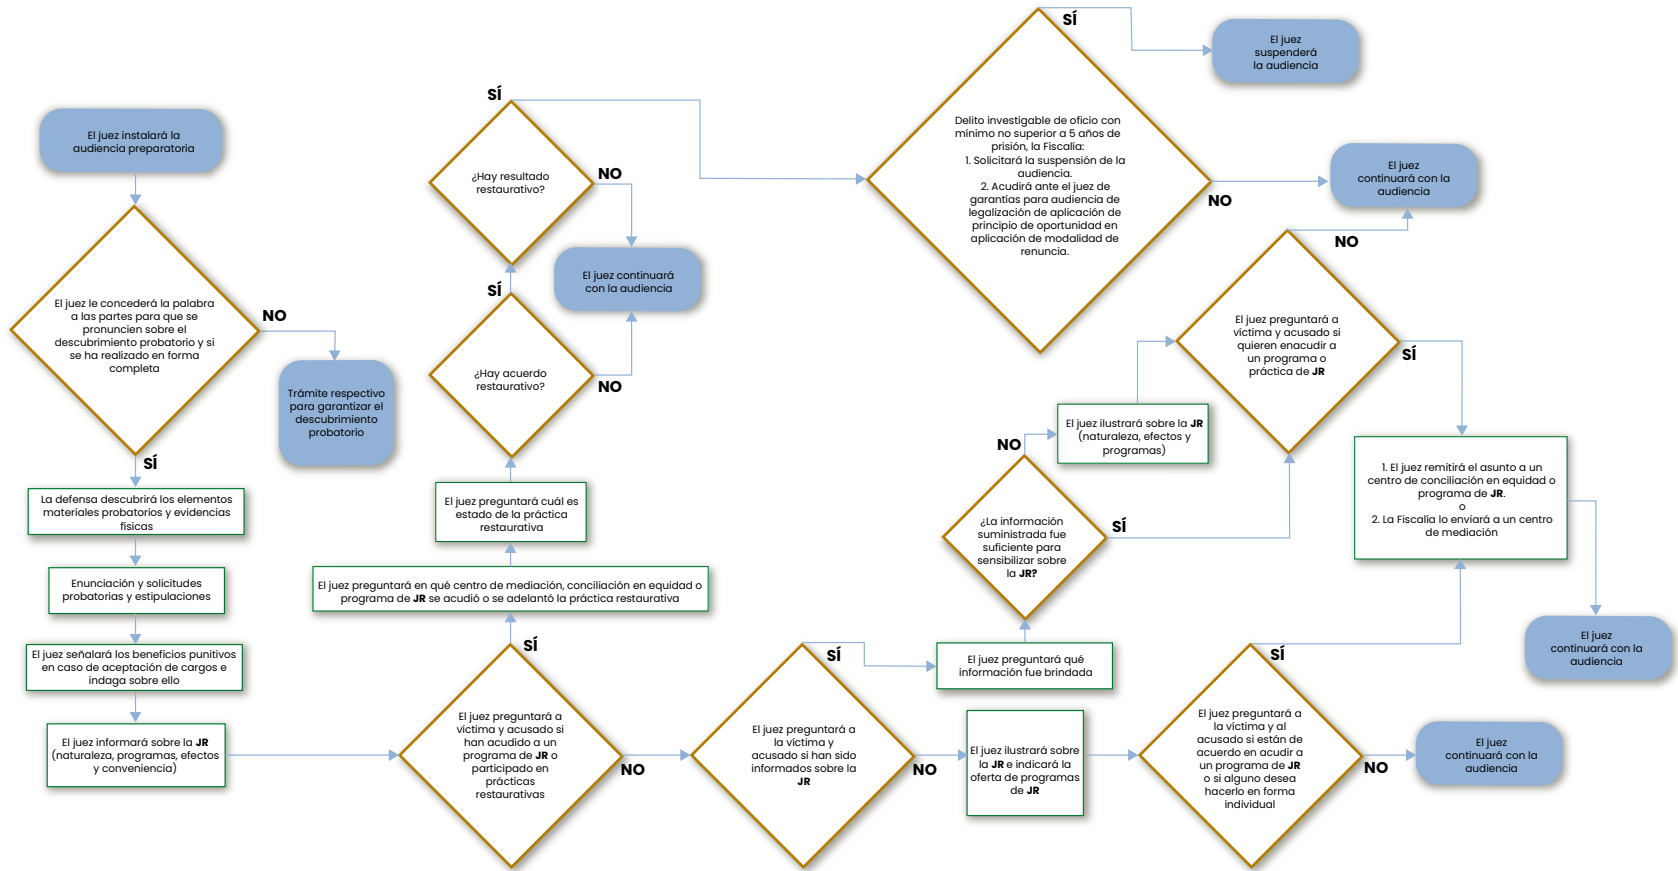 El juez instalará la
audiencia preparatoria
El juez le concederá la palabra
a las partes para que se
pronuncien sobre el
descubrimiento probatorio y si
se ha realizado en forma
completa
NO
Trámite respectivo
para garantizar el
descubrimiento
probatorio
SÍ
La defensa descubrirá los elementos
materiales probatorios y evidencias
físicas
Enunciación y solicitudes
probatorias y estipulaciones
El juez señalará los beneficios punitivos
en caso de aceptación de cargos e
indaga sobre ello
El juez informará sobre la JR
(naturaleza, programas, efectos
y conveniencia)
El juez preguntará a
víctima y acusado si
han acudido a un
programa de JR o
participado en
prácticas
restaurativas
SÍ
NO
El juez preguntará en qué centro de mediación, conciliación en equidad o
programa de JR se acudió o se adelantó la práctica restaurativa
El juez preguntará cuál es
estado de la práctica
restaurativa
¿Hay acuerdo
restaurativo?
SÍ
NO
¿Hay resultado
restaurativo?
SÍ
NO
El juez continuará
con la audiencia
Delito investigable de oficio con
mínimo no superior a 5 años de
prisión, la Fiscalía:
1. Solicitará la suspensión de la
audiencia.
2. Acudirá ante el juez de
garantías para audiencia de
legalización de aplicación de
principio de oportunidad en
aplicación de modalidad de
renuncia.
SÍ
El juez
suspenderá
la audiencia
NO
El juez
continuará con la
audiencia
El juez preguntará a
la víctima y
acusado si han sido
informados sobre la
JR
SÍ
NO
El juez preguntará qué
información fue brindada
¿La información
suministrada fue
suficiente para
sensibilizar sobre
la JR?
NO
SÍ
El juez ilustrará sobre la JR
(naturaleza, efectos y
programas)
El juez preguntará a
víctima y acusado si
quieren enacudir a
un programa o
práctica de JR
NO
SÍ
1. El juez remitirá el asunto a un
centro de conciliación en equidad o
programa de JR.
o
2. La Fiscalía lo enviará a un centro
de mediación
El juez
continuará con la
audiencia
El juez ilustrará sobre
la JR e indicará la
oferta de programas
de JR
El juez preguntará a
la víctima y al
acusado si están de
acuerdo en acudir a
un programa de JR
o si alguno desea
hacerlo en forma
individual
SÍ
NO
El juez
continuará con la
audiencia